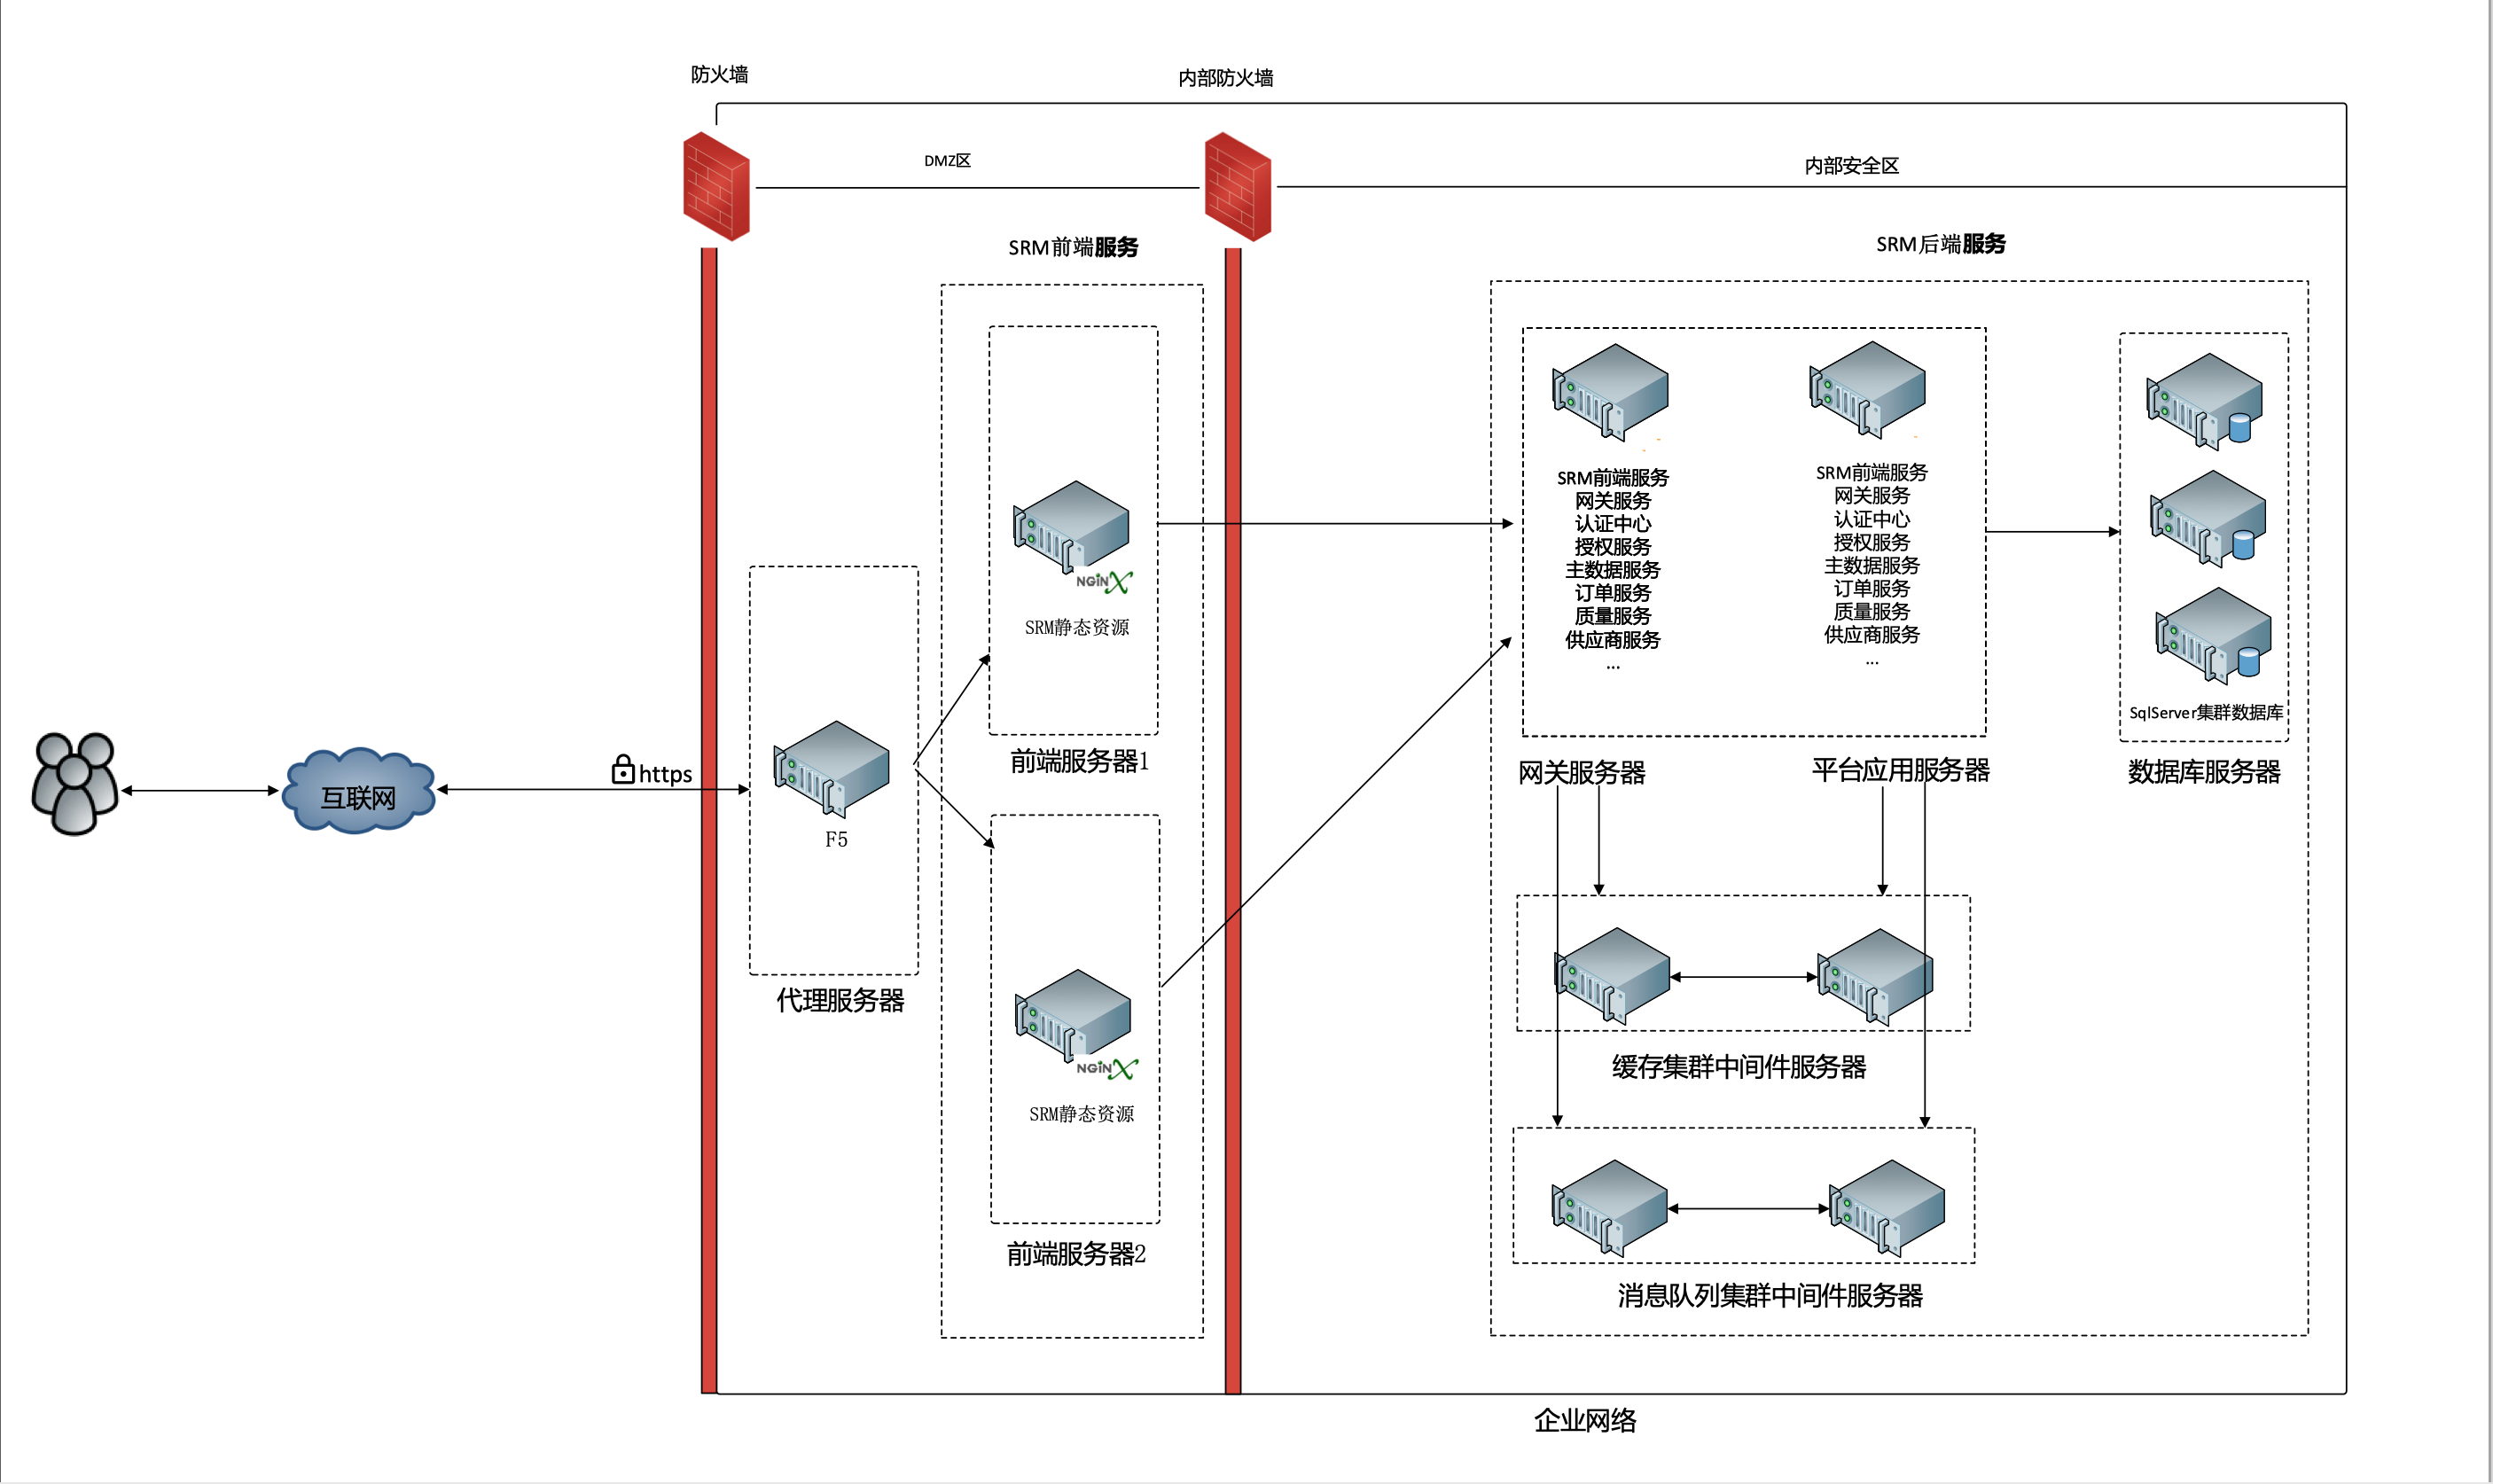 防火墙
内部防火墙
DMZ区
内部安全区
SRM前端服务
SRM后端服务
NGiNX
SRM静态资源
前端服务器1
https
互联网
F5
代理服务器
NGiNX
SRM静态资源
前端服务器2
SRM前端服务
网关服务
认证中心
授权服务
主数据服务
订单服务
质量服务
供应商服务
...
SRM前端服务
网关服务
认证中心
授权服务
主数据服务
订单服务
质量服务
供应商服务
...
SqlServer集群数据库
网关服务器
平台应用服务器
数据库服务器
缓存集群中间件服务器
消息队列集群中间件服务器
企业网络